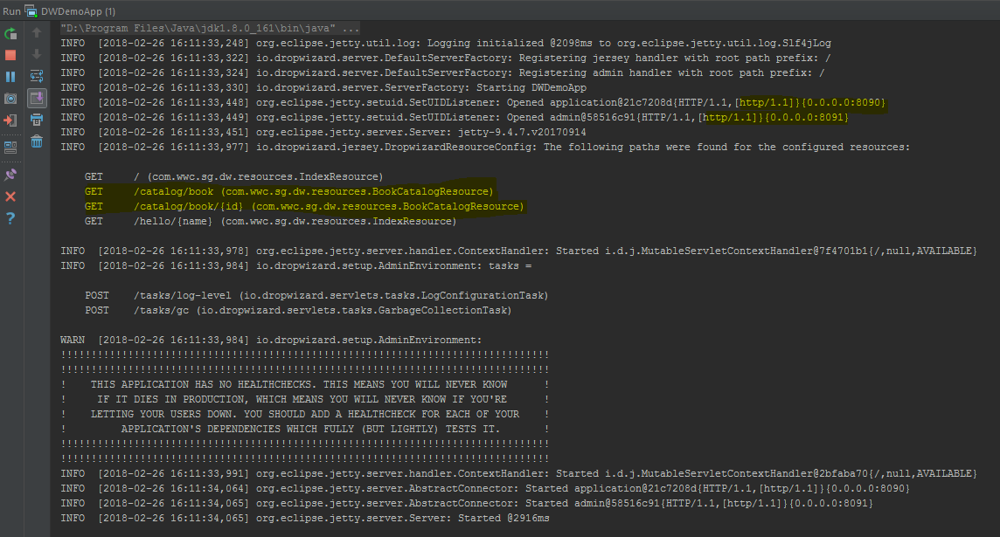 Run DWDemoApp (1)
"D:\Program Files\Java\jdk1.8.0_161\bin\java" ...
INFO  [2018-02-26 16:11:33,248] org.eclipse.jetty.util.log: Logging initialized @2098ms to org.eclipse.jetty.util.log.Slf4jLog
INFO  [2018-02-26 16:11:33,322] io.dropwizard.server.DefaultServerFactory: Registering jersey handler with root path prefix: /
INFO  [2018-02-26 16:11:33,324] io.dropwizard.server.DefaultServerFactory: Registering admin handler with root path prefix: /
INFO  [2018-02-26 16:11:33,330] io.dropwizard.server.ServerFactory: Starting DWDemoApp
INFO  [2018-02-26 16:11:33,448] org.eclipse.jetty.setuid.SetUIDListener: Opened application@21c7208d{HTTP/1.1,[http/1.1]}{0.0.0.0:8090}
INFO  [2018-02-26 16:11:33,449] org.eclipse.jetty.setuid.SetUIDListener: Opened admin@58516c91{HTTP/1.1,[http/1.1]}{0.0.0.0:8091}
INFO  [2018-02-26 16:11:33,451] org.eclipse.jetty.server.Server: jetty-9.4.7.v20170914
INFO  [2018-02-26 16:11:33,977] io.dropwizard.jersey.DropwizardResourceConfig: The following paths were found for the configured resources:
GET     / (com.wwc.sg.dw.resources.IndexResource)
GET     /catalog/book (com.wwc.sg.dw.resources.BookCatalogResource)
GET     /catalog/book/{id} (com.wwc.sg.dw.resources.BookCatalogResource)
GET     /hello/{name} (com.wwc.sg.dw.resources.IndexResource)
INFO  [2018-02-26 16:11:33,978] org.eclipse.jetty.server.handler.ContextHandler: Started i.d.j.MutableServletContextHandler@7f4701b1{/,null,AVAILABLE}
INFO  [2018-02-26 16:11:33,984] io.dropwizard.setup.AdminEnvironment: tasks =
POST    /tasks/log-level (io.dropwizard.servlets.tasks.LogConfigurationTask)
POST    /tasks/gc (io.dropwizard.servlets.tasks.GarbageCollectionTask)
WARN  [2018-02-26 16:11:33,984] io.dropwizard.setup.AdminEnvironment:
!!!!!!!!!!!!!!!!!!!!!!!!!!!!!!!!!!!!!!!!!!!!!!!!!!!!!!!!!!!!!!!!!!!!!!!!!!!!!!!!
!!!!!!!!!!!!!!!!!!!!!!!!!!!!!!!!!!!!!!!!!!!!!!!!!!!!!!!!!!!!!!!!!!!!!!!!!!!!!!!!
!    THIS APPLICATION HAS NO HEALTHCHECKS. THIS MEANS YOU WILL NEVER KNOW      !
!     IF IT DIES IN PRODUCTION, WHICH MEANS YOU WILL NEVER KNOW IF YOU'RE      !
!    LETTING YOUR USERS DOWN. YOU SHOULD ADD A HEALTHCHECK FOR EACH OF YOUR    !
!         APPLICATION'S DEPENDENCIES WHICH FULLY (BUT LIGHTLY) TESTS IT.       !
!!!!!!!!!!!!!!!!!!!!!!!!!!!!!!!!!!!!!!!!!!!!!!!!!!!!!!!!!!!!!!!!!!!!!!!!!!!!!!!!
!!!!!!!!!!!!!!!!!!!!!!!!!!!!!!!!!!!!!!!!!!!!!!!!!!!!!!!!!!!!!!!!!!!!!!!!!!!!!!!!
INFO  [2018-02-26 16:11:33,991] org.eclipse.jetty.server.handler.ContextHandler: Started i.d.j.MutableServletContextHandler@2bfaba70{/,null,AVAILABLE}
INFO  [2018-02-26 16:11:34,064] org.eclipse.jetty.server.AbstractConnector: Started application@21c7208d{HTTP/1.1,[http/1.1]}{0.0.0.0:8090}
INFO  [2018-02-26 16:11:34,065] org.eclipse.jetty.server.AbstractConnector: Started admin@58516c91{HTTP/1.1,[http/1.1]}{0.0.0.0:8091}
INFO  [2018-02-26 16:11:34,065] org.eclipse.jetty.server.Server: Started @2916ms